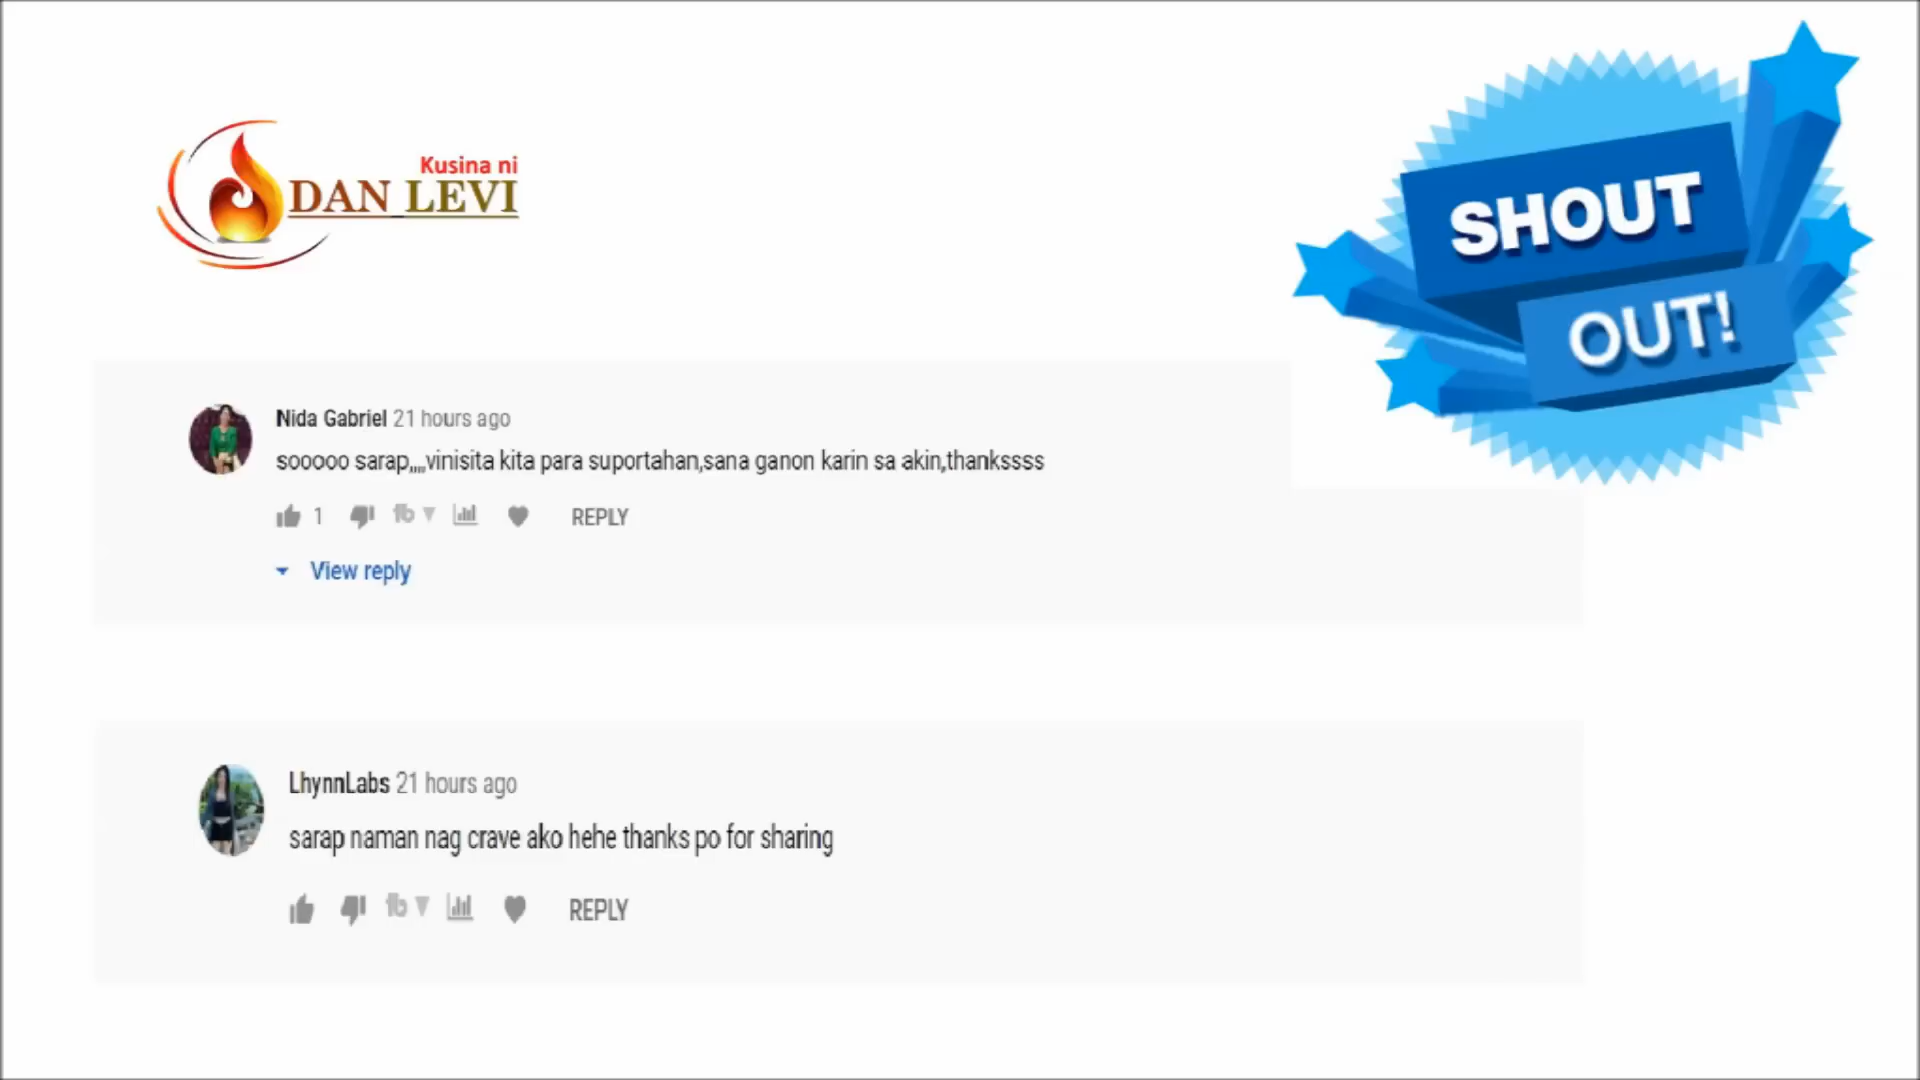 Kusina ni
DAN LEVI
SHOUT
OUT!
Nida Gabriel 21 hours ago
sooooo sarap,,,,vinisita kita para suportahan,sana ganon karin sa akin,thankssss
1 REPLY
View reply
LhynnLabs 21 hours ago
sarap naman nag crave ako hehe thanks po for sharing
REPLY